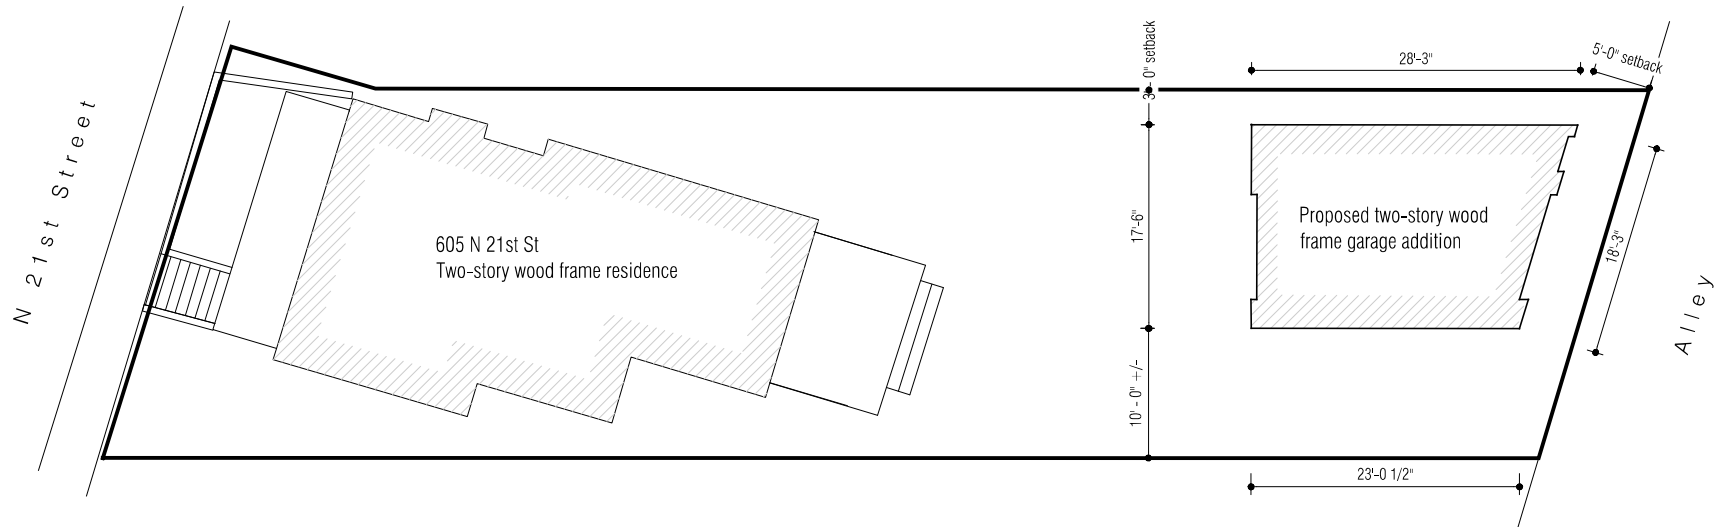 N 21st Street
605 N 21st St
Two-story wood frame residence
3'- 0" setback
17'-6"
10' - 0" +/-
28'-3"
5'-0" setback
Proposed two-story wood
frame garage addition
18'-3"
23'-0 1/2"
Alley